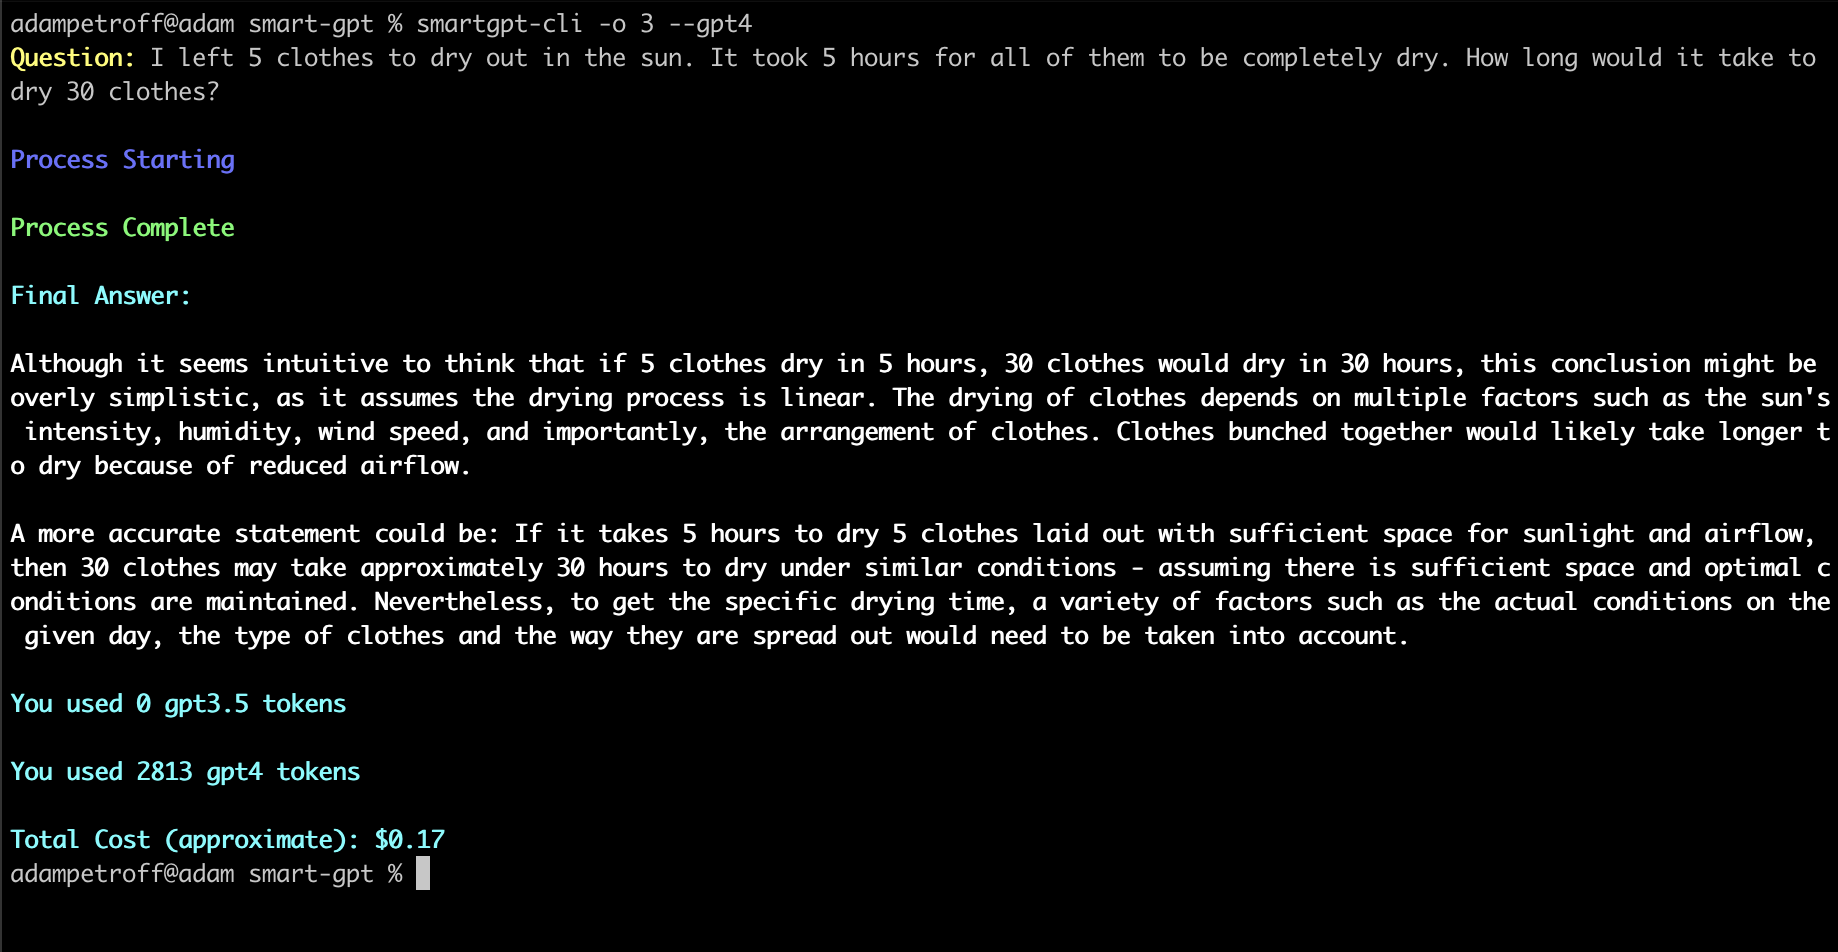 adampetroff@adam smart-gpt % smartgpt-cli -o 3 --gpt4
Question: I left 5 clothes to dry out in the sun. It took 5 hours for all of them to be completely dry. How long would it take to
dry 30 clothes?
Process Starting
Process Complete
Final Answer:
Although it seems intuitive to think that if 5 clothes dry in 5 hours, 30 clothes would dry in 30 hours, this conclusion might be
overly simplistic, as it assumes the drying process is linear. The drying of clothes depends on multiple factors such as the sun's
intensity, humidity, wind speed, and importantly, the arrangement of clothes. Clothes bunched together would likely take longer t
o dry because of reduced airflow.
A more accurate statement could be: If it takes 5 hours to dry 5 clothes laid out with sufficient space for sunlight and airflow,
then 30 clothes may take approximately 30 hours to dry under similar conditions - assuming there is sufficient space and optimal c
onditions are maintained. Nevertheless, to get the specific drying time, a variety of factors such as the actual conditions on the
given day, the type of clothes and the way they are spread out would need to be taken into account.
You used 0 gpt3.5 tokens
You used 2813 gpt4 tokens
Total Cost (approximate): $0.17
adampetroff@adam smart-gpt %